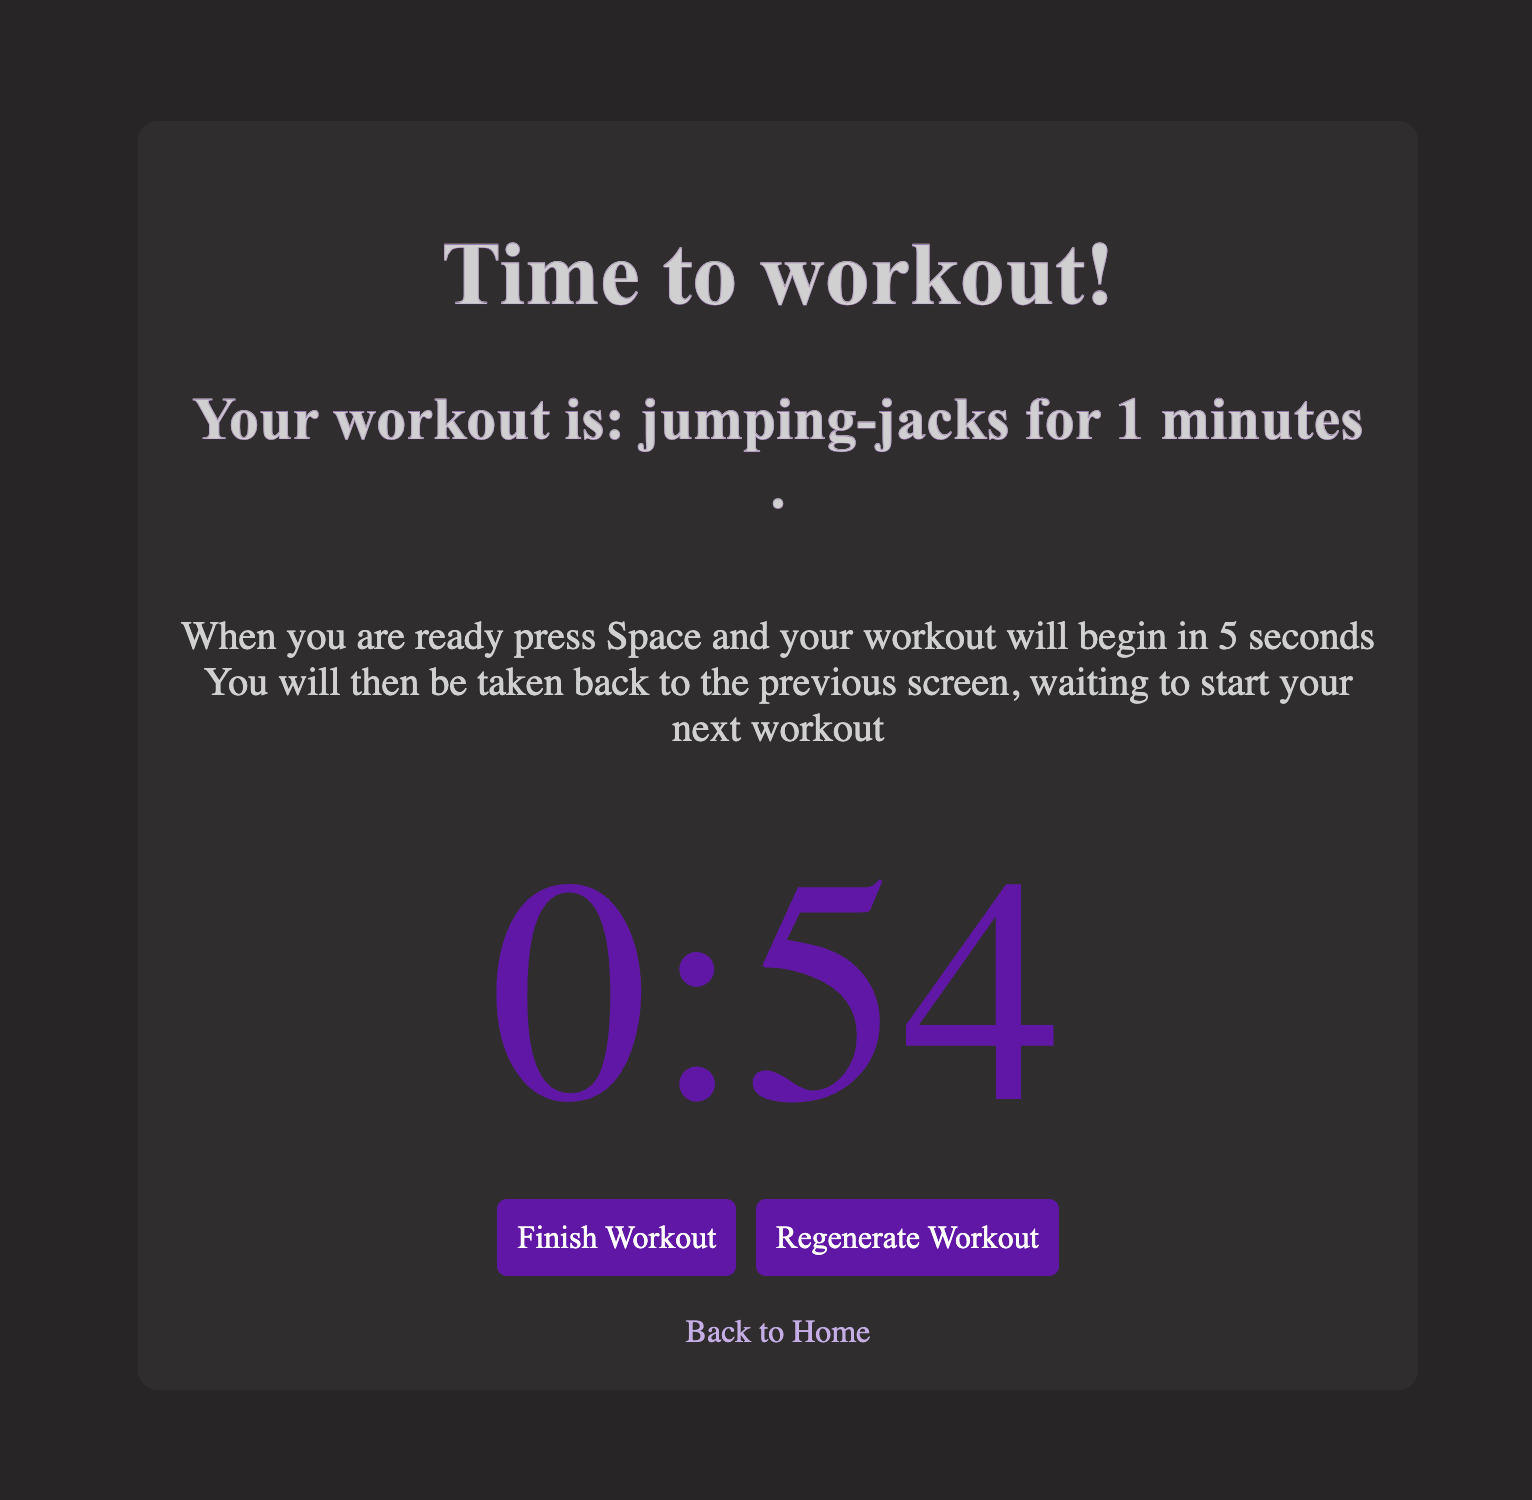 Time to workout!
Your workout is: jumping-jacks for 1 minutes
.
When you are ready press Space and your workout will begin in 5 seconds
You will then be taken back to the previous screen, waiting to start your
next workout
0:54
Finish Workout
Regenerate Workout
Back to Home